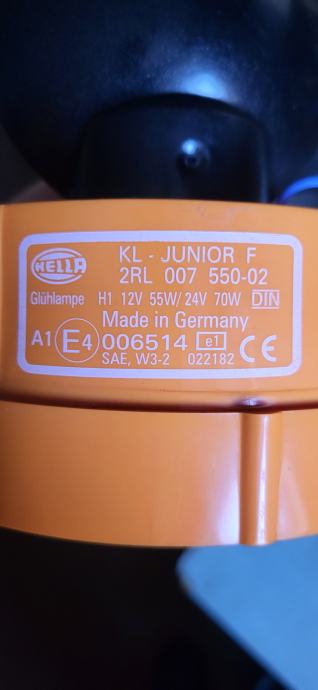 HELLA
KL - JUNIOR F
2RL 007 550-02
Glühlampe H1 12V 55W/ 24V 70W DIN
Made in Germany
A1 E4 006514 e1
SAE, W3-2 022182 CE